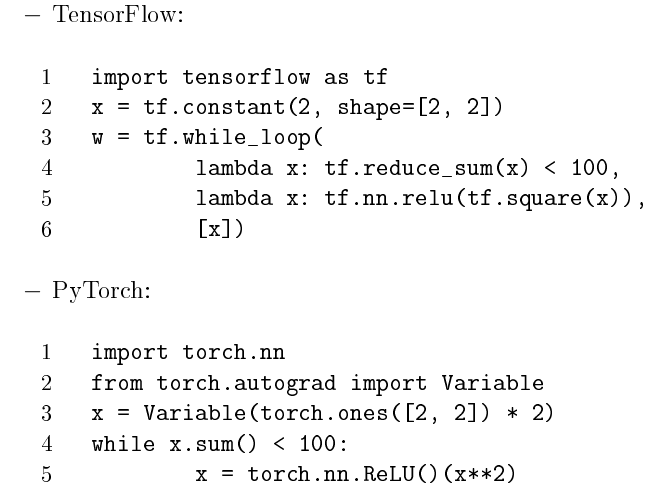 – TensorFlow:
1 import tensorflow as tf
2 x = tf.constant(2, shape=[2, 2])
3 w = tf.while_loop(
4 lambda x: tf.reduce_sum(x) < 100,
5 lambda x: tf.nn.relu(tf.square(x)),
6 [x])
– PyTorch:
1 import torch.nn
2 from torch.autograd import Variable
3 x = Variable(torch.ones([2, 2]) * 2)
4 while x.sum() < 100:
5 x = torch.nn.ReLU()(x**2)